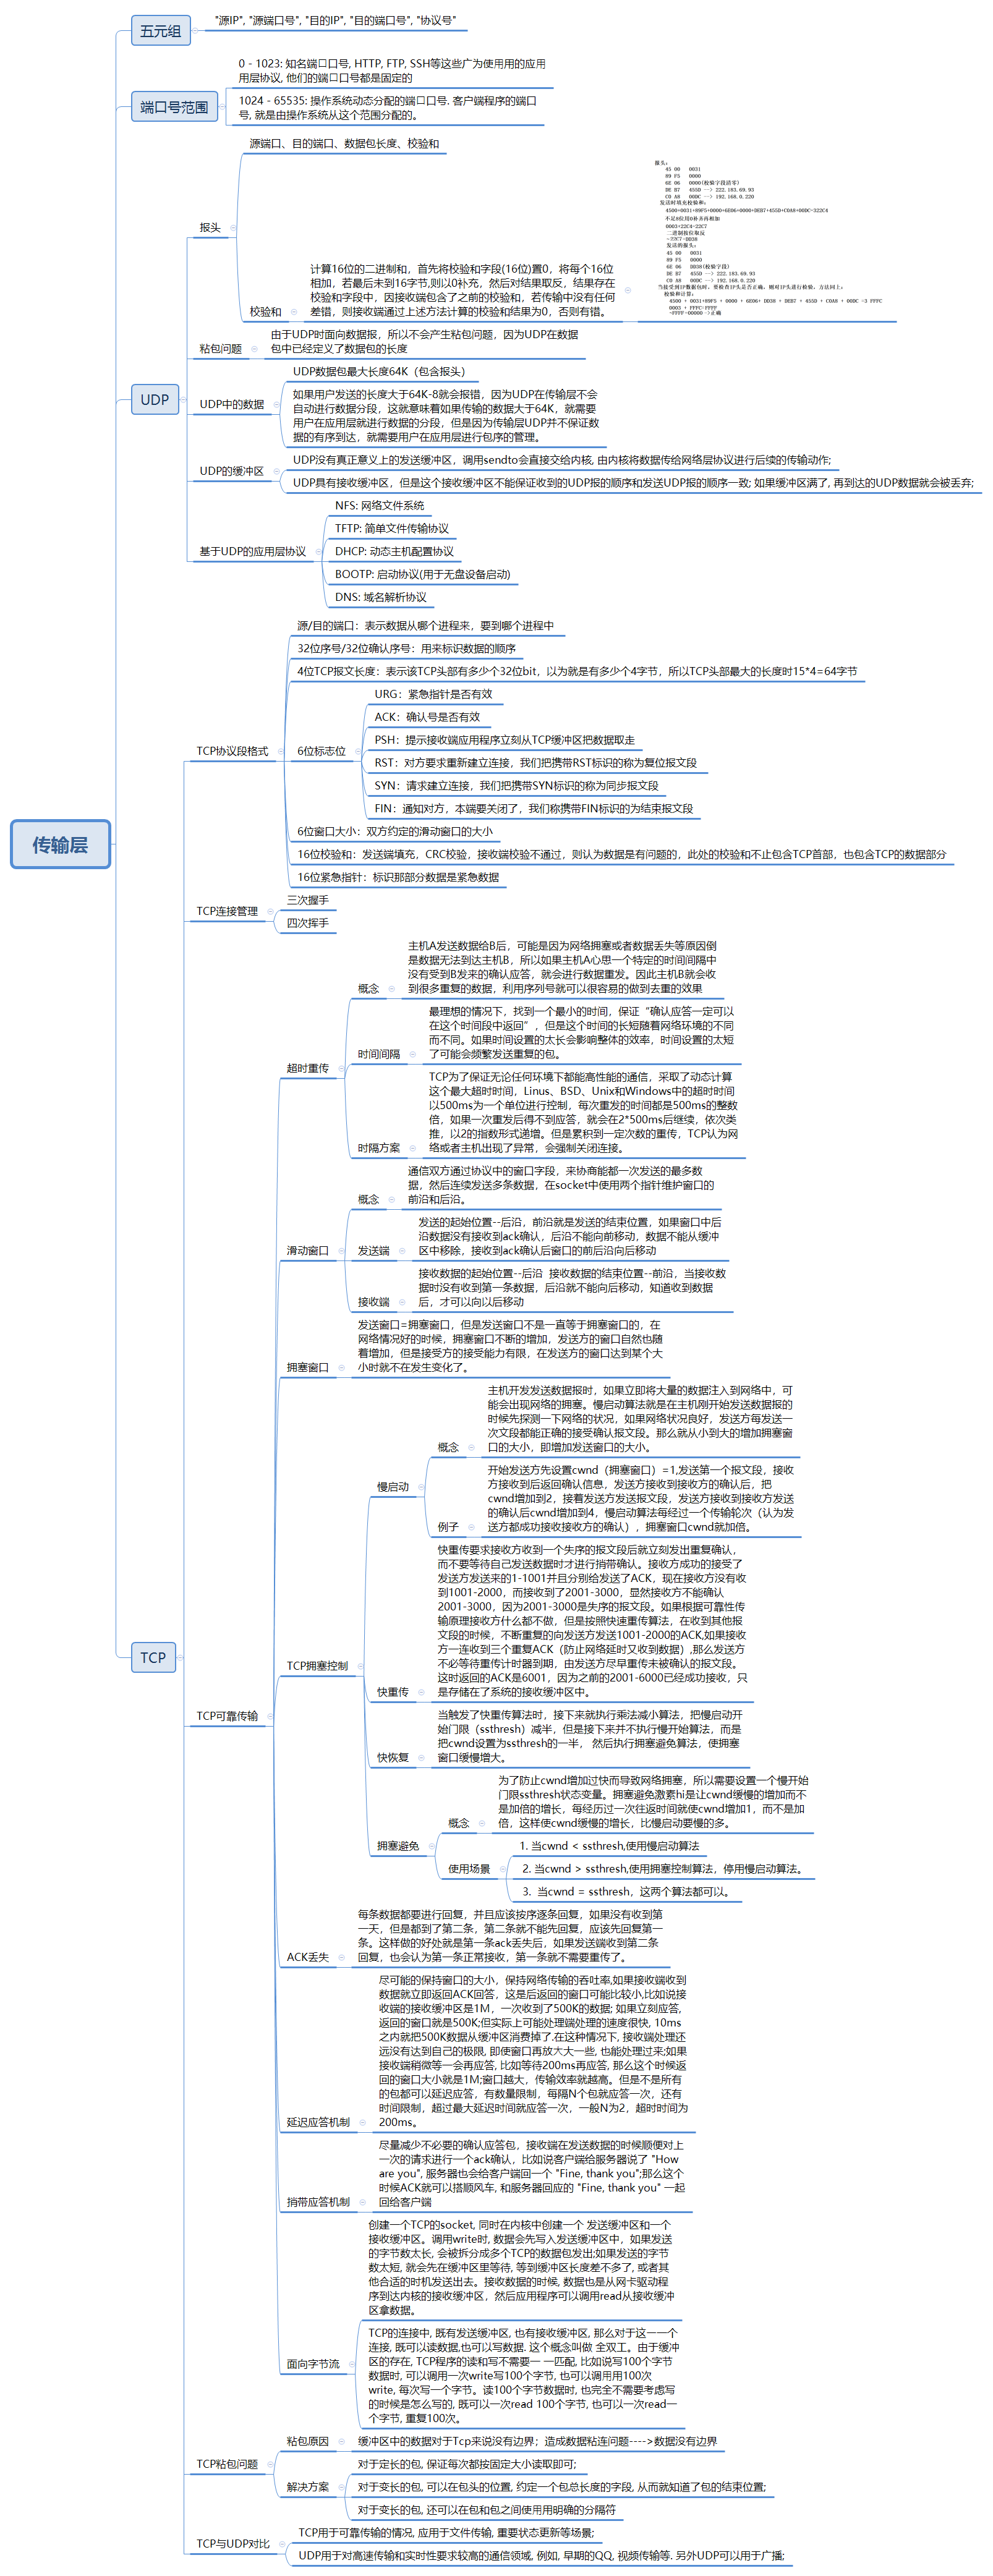 传输层
五元组
"源IP", "源端口号", "目的IP", "目的端口号", "协议号"
端口号范围
0 - 1023: 知名端口口号, HTTP, FTP, SSH等这些广为使用用的应用
用层协议, 他们的端口口号都是固定的
1024 - 65535: 操作系统动态分配的端口口号. 客户端程序的端口
号, 就是由操作系统从这个范围分配的。
UDP
报头
源端口、目的端口、数据包长度、校验和
校验和
计算16位的二进制和，首先将校验和字段(16位)置0，将每个16位
相加，若最后未到16字节,则以0补充，然后对结果取反，结果存在
校验和字段中，因接收端包含了之前的校验和，若传输中没有任何
差错，则接收端通过上述方法计算的校验和结果为0，否则有错。
报头:
45 00 0031
89 F5 0000
6E 06 0000(校验字段清零)
DE B7 455D --> 222.183.69.93
C0 A8 00DC --> 192.168.0.220
发送时填充校验和:
4500+0031+89F5+0000+6E06+0000+DEB7+455D+C0A8+00DC=322C4
不足8位用0补齐再相加
0003+22C4=22C7
二进制按位取反
~22C7=DD38
发送的报头:
45 00 0031
89 F5 0000
6E 06 DD38(校验字段)
DE B7 455D --> 222.183.69.93
C0 A8 00DC --> 192.168.0.220
当接受到IP数据包时，要检查IP头是否正确，则对IP头进行校验，方法同上:
校验和计算:
4500 + 0031+89F5 + 0000 + 6E06+ DD38 + DEB7 + 455D + C0A8 + 00DC =3 FFFC
0003 + FFFC=FFFF
~FFFF=00000 ->正确
粘包问题
由于UDP时面向数据报，所以不会产生粘包问题，因为UDP在数据
包中已经定义了数据包的长度
UDP中的数据
UDP数据包最大长度64K（包含报头）
如果用户发送的长度大于64K-8就会报错，因为UDP在传输层不会
自动进行数据分段，这就意味着如果传输的数据大于64K，就需要
用户在应用层就进行数据的分段，但是因为传输层UDP并不保证数
据的有序到达，就需要用户在应用层进行包序的管理。
UDP的缓冲区
UDP没有真正意义上的发送缓冲区，调用sendto会直接交给内核, 由内核将数据传给网络层协议进行后续的传输动作;
UDP具有接收缓冲区，但是这个接收缓冲区不能保证收到的UDP报的顺序和发送UDP报的顺序一致; 如果缓冲区满了, 再到达的UDP数据就会被丢弃;
基于UDP的应用层协议
NFS: 网络文件系统
TFTP: 简单文件传输协议
DHCP: 动态主机配置协议
BOOTP: 启动协议(用于无盘设备启动)
DNS: 域名解析协议
TCP
TCP协议段格式
源/目的端口：表示数据从哪个进程来，要到哪个进程中
32位序号/32位确认序号：用来标识数据的顺序
4位TCP报文长度：表示该TCP头部有多少个32位bit，以为就是有多少个4字节，所以TCP头部最大的长度时15*4=64字节
6位标志位
URG：紧急指针是否有效
ACK：确认号是否有效
PSH：提示接收端应用程序立刻从TCP缓冲区把数据取走
RST：对方要求重新建立连接，我们把携带RST标识的称为复位报文段
SYN：请求建立连接，我们把携带SYN标识的称为同步报文段
FIN：通知对方，本端要关闭了，我们称携带FIN标识的为结束报文段
6位窗口大小：双方约定的滑动窗口的大小
16位校验和：发送端填充，CRC校验，接收端校验不通过，则认为数据是有问题的，此处的校验和不止包含TCP首部，也包含TCP的数据部分
16位紧急指针：标识那部分数据是紧急数据
TCP连接管理
三次握手
四次挥手
TCP可靠传输
超时重传
概念
主机A发送数据给B后，可能是因为网络拥塞或者数据丢失等原因倒
是数据无法到达主机B，所以如果主机A心思一个特定的时间间隔中
没有受到B发来的确认应答，就会进行数据重发。因此主机B就会收
到很多重复的数据，利用序列号就可以很容易的做到去重的效果
时间间隔
最理想的情况下，找到一个最小的时间，保证“确认应答一定可以
在这个时间段中返回”，但是这个时间的长短随着网络环境的不同
而不同。如果时间设置的太长会影响整体的效率，时间设置的太短
了可能会频繁发送重复的包。
时隔方案
TCP为了保证无论任何环境下都能高性能的通信，采取了动态计算
这个最大超时时间，Linus、BSD、Unix和Windows中的超时时间
以500ms为一个单位进行控制，每次重发的时间都是500ms的整数
倍，如果一次重发后得不到应答，就会在2*500ms后继续，依次类
推，以2的指数形式递增。但是累积到一定次数的重传，TCP认为网
络或者主机出现了异常，会强制关闭连接。
滑动窗口
概念
通信双方通过协议中的窗口字段，来协商能都一次发送的最多数
据，然后连续发送多条数据，在socket中使用两个指针维护窗口的
前沿和后沿。
发送端
发送的起始位置--后沿，前沿就是发送的结束位置，如果窗口中后
沿数据没有接收到ack确认，后沿不能向前移动，数据不能从缓冲
区中移除，接收到ack确认后窗口的前后沿向后移动
接收端
接收数据的起始位置--后沿 接收数据的结束位置--前沿，当接收数
据时没有收到第一条数据，后沿就不能向后移动，知道收到数据
后，才可以向以后移动
拥塞窗口
发送窗口=拥塞窗口，但是发送窗口不是一直等于拥塞窗口的，在
网络情况好的时候，拥塞窗口不断的增加，发送方的窗口自然也随
着增加，但是接受方的接受能力有限，在发送方的窗口达到某个大
小时就不在发生变化了。
TCP拥塞控制
慢启动
概念
主机开发发送数据报时，如果立即将大量的数据注入到网络中，可
能会出现网络的拥塞。慢启动算法就是在主机刚开始发送数据报的
时候先探测一下网络的状况，如果网络状况良好，发送方每发送一
次文段都能正确的接受确认报文段。那么就从小到大的增加拥塞窗
口的大小，即增加发送窗口的大小。
例子
开始发送方先设置cwnd（拥塞窗口）=1,发送第一个报文段，接收
方接收到后返回确认信息，发送方接收到接收方的确认后，把
cwnd增加到2，接着发送方发送报文段，发送方接收到接收方发送
的确认后cwnd增加到4，慢启动算法每经过一个传输轮次（认为发
送方都成功接收接收方的确认），拥塞窗口cwnd就加倍。
快重传
快重传要求接收方收到一个失序的报文段后就立刻发出重复确认，
而不要等待自己发送数据时才进行捎带确认。接收方成功的接受了
发送方发送来的1-1001并且分别给发送了ACK，现在接收方没有收
到1001-2000，而接收到了2001-3000，显然接收方不能确认
2001-3000，因为2001-3000是失序的报文段。如果根据可靠性传
输原理接收方什么都不做，但是按照快速重传算法，在收到其他报
文段的时候，不断重复的向发送方发送1001-2000的ACK,如果接收
方一连收到三个重复ACK（防止网络延时又收到数据）,那么发送方
不必等待重传计时器到期，由发送方尽早重传未被确认的报文段。
这时返回的ACK是6001，因为之前的2001-6000已经成功接收，只
是存储在了系统的接收缓冲区中。
快恢复
当触发了快重传算法时，接下来就执行乘法减小算法，把慢启动开
始门限（ssthresh）减半，但是接下来并不执行慢开始算法，而是
把cwnd设置为ssthresh的一半， 然后执行拥塞避免算法，使拥塞
窗口缓慢增大。
拥塞避免
概念
为了防止cwnd增加过快而导致网络拥塞，所以需要设置一个慢开始
门限ssthresh状态变量。拥塞避免激素hi是让cwnd缓慢的增加而不
是加倍的增长，每经历过一次往返时间就使cwnd增加1，而不是加
倍，这样使cwnd缓慢的增长，比慢启动要慢的多。
使用场景
1. 当cwnd < ssthresh,使用慢启动算法
2. 当cwnd > ssthresh,使用拥塞控制算法，停用慢启动算法。
3. 当cwnd = ssthresh，这两个算法都可以。
ACK丢失
每条数据都要进行回复，并且应该按序逐条回复，如果没有收到第
一天，但是都到了第二条，第二条就不能先回复，应该先回复第一
条。这样做的好处就是第一条ack丢失后，如果发送端收到第二条
回复，也会认为第一条正常接收，第一条就不需要重传了。
延迟应答机制
尽可能的保持窗口的大小，保持网络传输的吞吐率,如果接收端收到
数据就立即返回ACK回答，这是后返回的窗口可能比较小,比如说接
收端的接收缓冲区是1M，一次收到了500K的数据; 如果立刻应答,
返回的窗口就是500K;但实际上可能处理端处理的速度很快, 10ms
之内就把500K数据从缓冲区消费掉了.在这种情况下, 接收端处理还
远没有达到自己的极限, 即使窗口再放大大一些, 也能处理过来;如果
接收端稍微等一会再应答, 比如等待200ms再应答, 那么这个时候返
回的窗口大小就是1M;窗口越大，传输效率就越高。但是不是所有
的包都可以延迟应答，有数量限制，每隔N个包就应答一次，还有
时间限制，超过最大延迟时间就应答一次，一般N为2，超时时间为
200ms。
捎带应答机制
尽量减少不必要的确认应答包，接收端在发送数据的时候顺便对上
一次的请求进行一个ack确认，比如说客户端给服务器说了 "How
are you", 服务器也会给客户端回一个 "Fine, thank you";那么这个
时候ACK就可以搭顺风车, 和服务器回应的 "Fine, thank you" 一起
回给客户端
面向字节流
创建一个TCP的socket, 同时在内核中创建一个 发送缓冲区和一个
接收缓冲区。调用write时, 数据会先写入发送缓冲区中，如果发送
的字节数太长, 会被拆分成多个TCP的数据包发出;如果发送的字节
数太短, 就会先在缓冲区里等待, 等到缓冲区长度差不多了, 或者其
他合适的时机发送出去。接收数据的时候, 数据也是从网卡驱动程
序到达内核的接收缓冲区，然后应用程序可以调用read从接收缓冲
区拿数据。
TCP的连接中, 既有发送缓冲区, 也有接收缓冲区, 那么对于这一一个
连接, 既可以读数据,也可以写数据. 这个概念叫做 全双工。由于缓冲
区的存在, TCP程序的读和写不需要一 一匹配, 比如说写100个字节
数据时, 可以调用一次write写100个字节, 也可以调用用100次
write, 每次写一个字节。读100个字节数据时, 也完全不需要考虑写
的时候是怎么写的, 既可以一次read 100个字节, 也可以一次read一
个字节, 重复100次。
TCP粘包问题
粘包原因
缓冲区中的数据对于Tcp来说没有边界；造成数据粘连问题---->数据没有边界
解决方案
对于定长的包, 保证每次都按固定大小读取即可;
对于变长的包, 可以在包头的位置, 约定一个包总长度的字段, 从而就知道了包的结束位置;
对于变长的包, 还可以在包和包之间使用用明确的分隔符
TCP与UDP对比
TCP用于可靠传输的情况, 应用于文件传输, 重要状态更新等场景;
UDP用于对高速传输和实时性要求较高的通信领域, 例如, 早期的QQ, 视频传输等. 另外UDP可以用于广播;